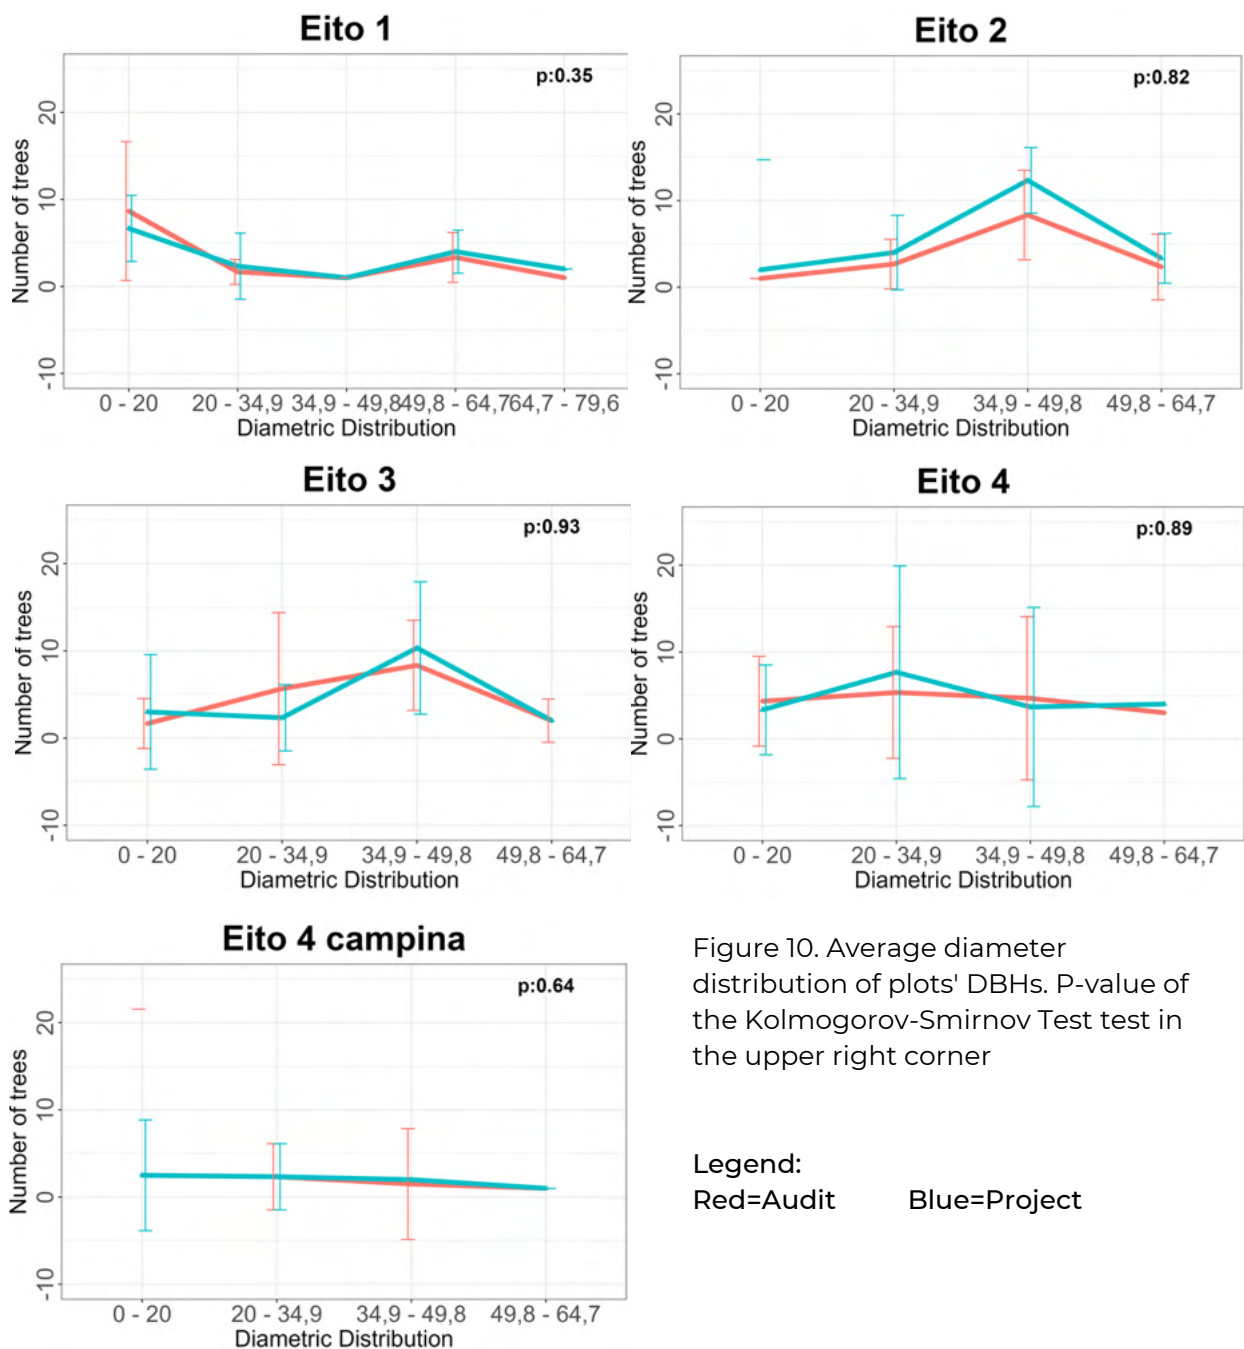 Eito 1
p:0.35
Number of trees
20
10
0
-10
0 - 20
20 - 34,9
34,9 - 49,8
49,8 - 64,7
64,7 - 79,6
Diametric Distribution
Eito 2
p:0.82
Number of trees
20
10
0
-10
0 - 20
20 - 34,9
34,9 - 49,8
49,8 - 64,7
Diametric Distribution
Eito 3
p:0.93
Number of trees
20
10
0
-10
0 - 20
20 - 34,9
34,9 - 49,8
49,8 - 64,7
Diametric Distribution
Eito 4
p:0.89
Number of trees
20
10
0
-10
0 - 20
20 - 34,9
34,9 - 49,8
49,8 - 64,7
Diametric Distribution
Eito 4 campina
p:0.64
Number of trees
20
10
0
-10
0 - 20
20 - 34,9
34,9 - 49,8
49,8 - 64,7
Diametric Distribution
Figure 10. Average diameter
distribution of plots' DBHs. P-value of
the Kolmogorov-Smirnov Test test in
the upper right corner
Legend:
Red=Audit Blue=Project